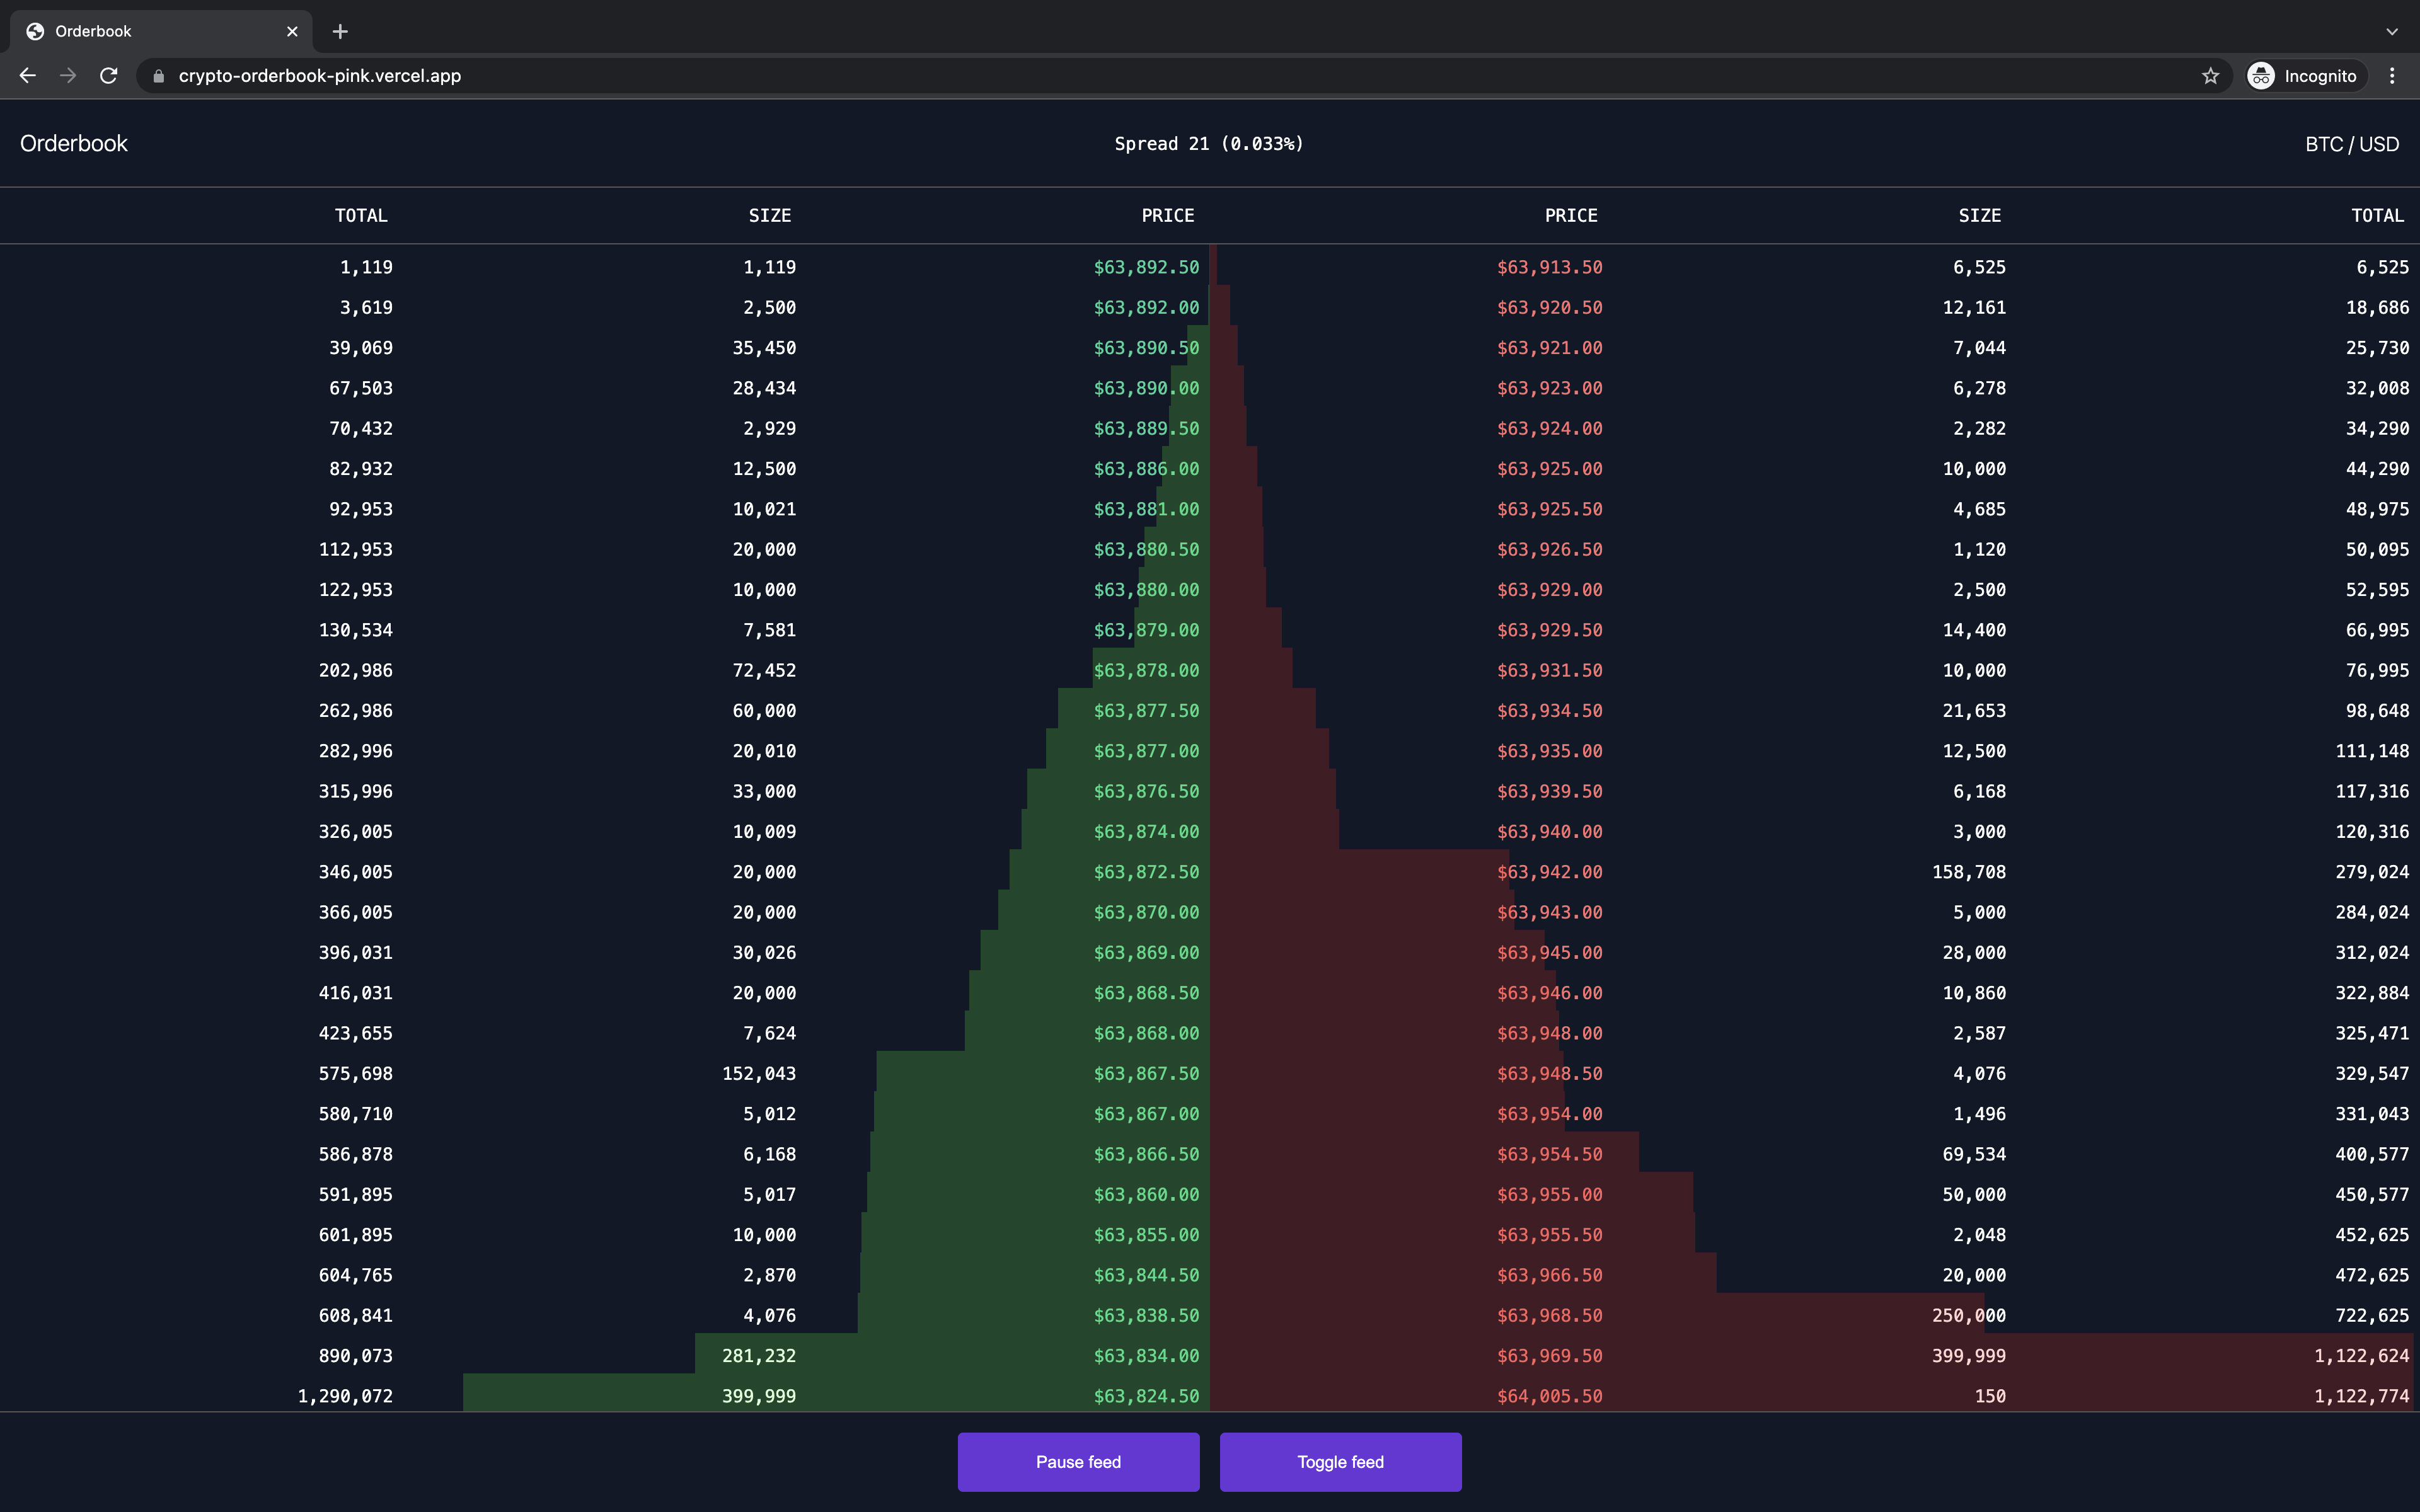 Orderbook
crypto-orderbook-pink.vercel.app
Incognito
Orderbook Spread 21 (0.033%) BTC / USD
TOTAL SIZE PRICE PRICE SIZE TOTAL
1,119 1,119 $63,892.50 $63,913.50 6,525 6,525
3,619 2,500 $63,892.00 $63,920.50 12,161 18,686
39,069 35,450 $63,890.50 $63,921.00 7,044 25,730
67,503 28,434 $63,890.00 $63,923.00 6,278 32,008
70,432 2,929 $63,889.50 $63,924.00 2,282 34,290
82,932 12,500 $63,886.00 $63,925.00 10,000 44,290
92,953 10,021 $63,881.00 $63,925.50 4,685 48,975
112,953 20,000 $63,880.50 $63,926.50 1,120 50,095
122,953 10,000 $63,880.00 $63,929.00 2,500 52,595
130,534 7,581 $63,879.00 $63,929.50 14,400 66,995
202,986 72,452 $63,878.00 $63,931.50 10,000 76,995
262,986 60,000 $63,877.50 $63,934.50 21,653 98,648
282,996 20,010 $63,877.00 $63,935.00 12,500 111,148
315,996 33,000 $63,876.50 $63,939.50 6,168 117,316
326,005 10,009 $63,874.00 $63,940.00 3,000 120,316
346,005 20,000 $63,872.50 $63,942.00 158,708 279,024
366,005 20,000 $63,870.00 $63,943.00 5,000 284,024
396,031 30,026 $63,869.00 $63,945.00 28,000 312,024
416,031 20,000 $63,868.50 $63,946.00 10,860 322,884
423,655 7,624 $63,868.00 $63,948.00 2,587 325,471
575,698 152,043 $63,867.50 $63,948.50 4,076 329,547
580,710 5,012 $63,867.00 $63,954.00 1,496 331,043
586,878 6,168 $63,866.50 $63,954.50 69,534 400,577
591,895 5,017 $63,860.00 $63,955.00 50,000 450,577
601,895 10,000 $63,855.00 $63,955.50 2,048 452,625
604,765 2,870 $63,844.50 $63,966.50 20,000 472,625
608,841 4,076 $63,838.50 $63,968.50 250,000 722,625
890,073 281,232 $63,834.00 $63,969.50 399,999 1,122,624
1,290,072 399,999 $63,824.50 $64,005.50 150 1,122,774
Pause feed Toggle feed